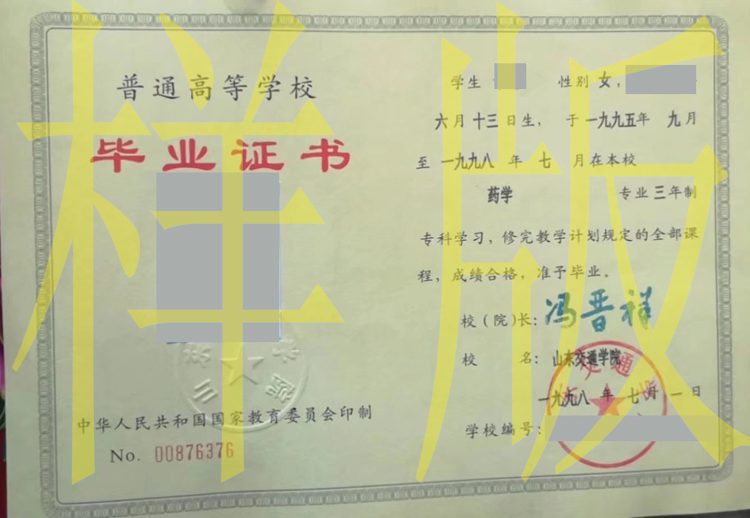 样版
普通高等学校
毕业证书
中华人民共和国国家教育委员会印制
No. 00876376
学生 性别 女，
六月 十三 日生， 于 一九九五年 九月
至 一九九八 年 七 月在本校
药学 专业 三 年制
专科学习，修完教学计划规定的全部课
程，成绩合格，准予毕业。
校（院）长：冯晋祥
校 名：山东交通学院
一九九八 年 七月 一 日
学校编号：